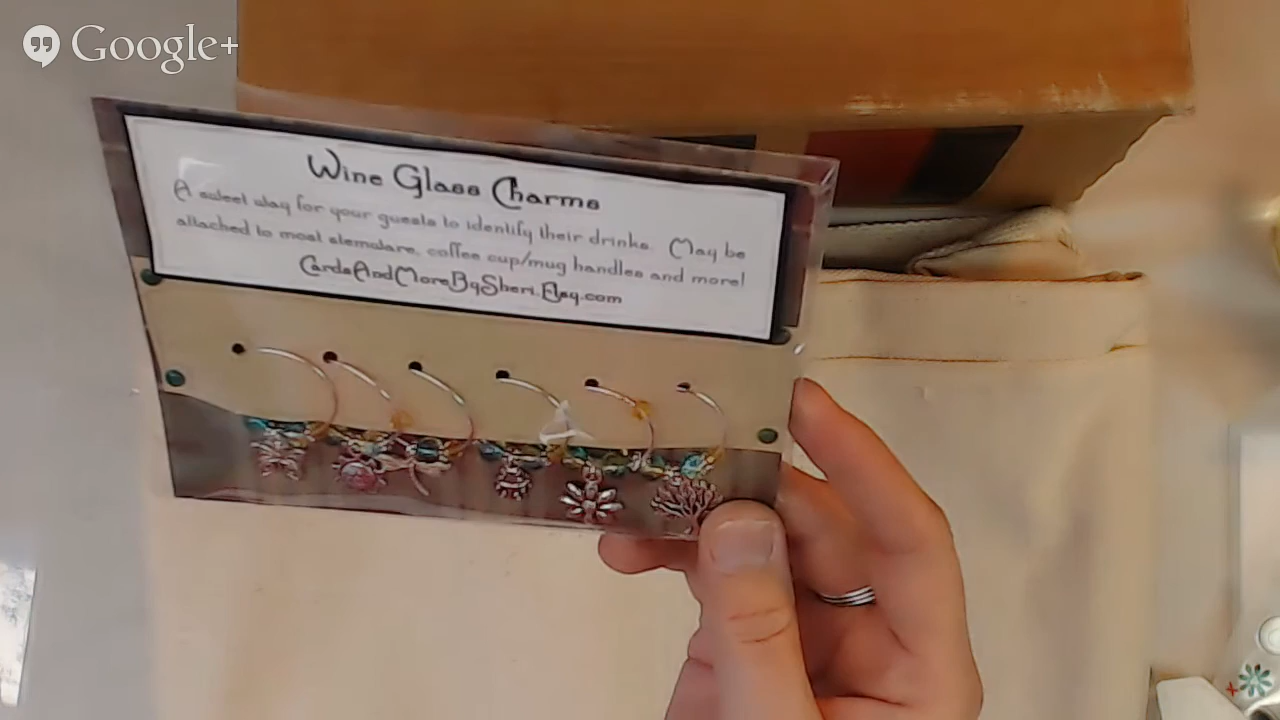 Google+
Wine Glass Charms
A sweet way for your guests to identify their drinks. May be
attached to most stemware, coffee cup/mug handles and more!
CardsAndMoreBySheri.Etsy.com